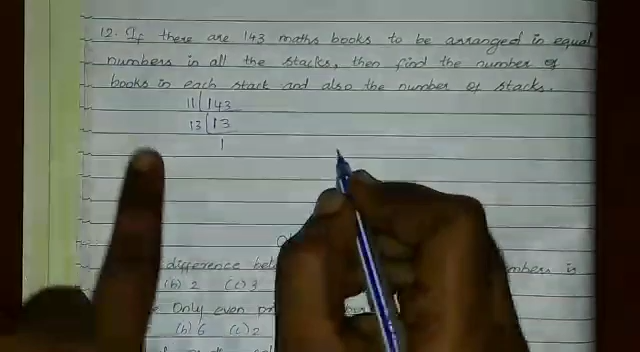 12. If there are 143 maths books to be arranged in equal
numbers in all the stacks, then find the number of
books in each stack and also the number of stacks.
11 143
13 13
1
difference
mbers is
(b) 2 (c) 3
Only even
(b) 6 (c) 2